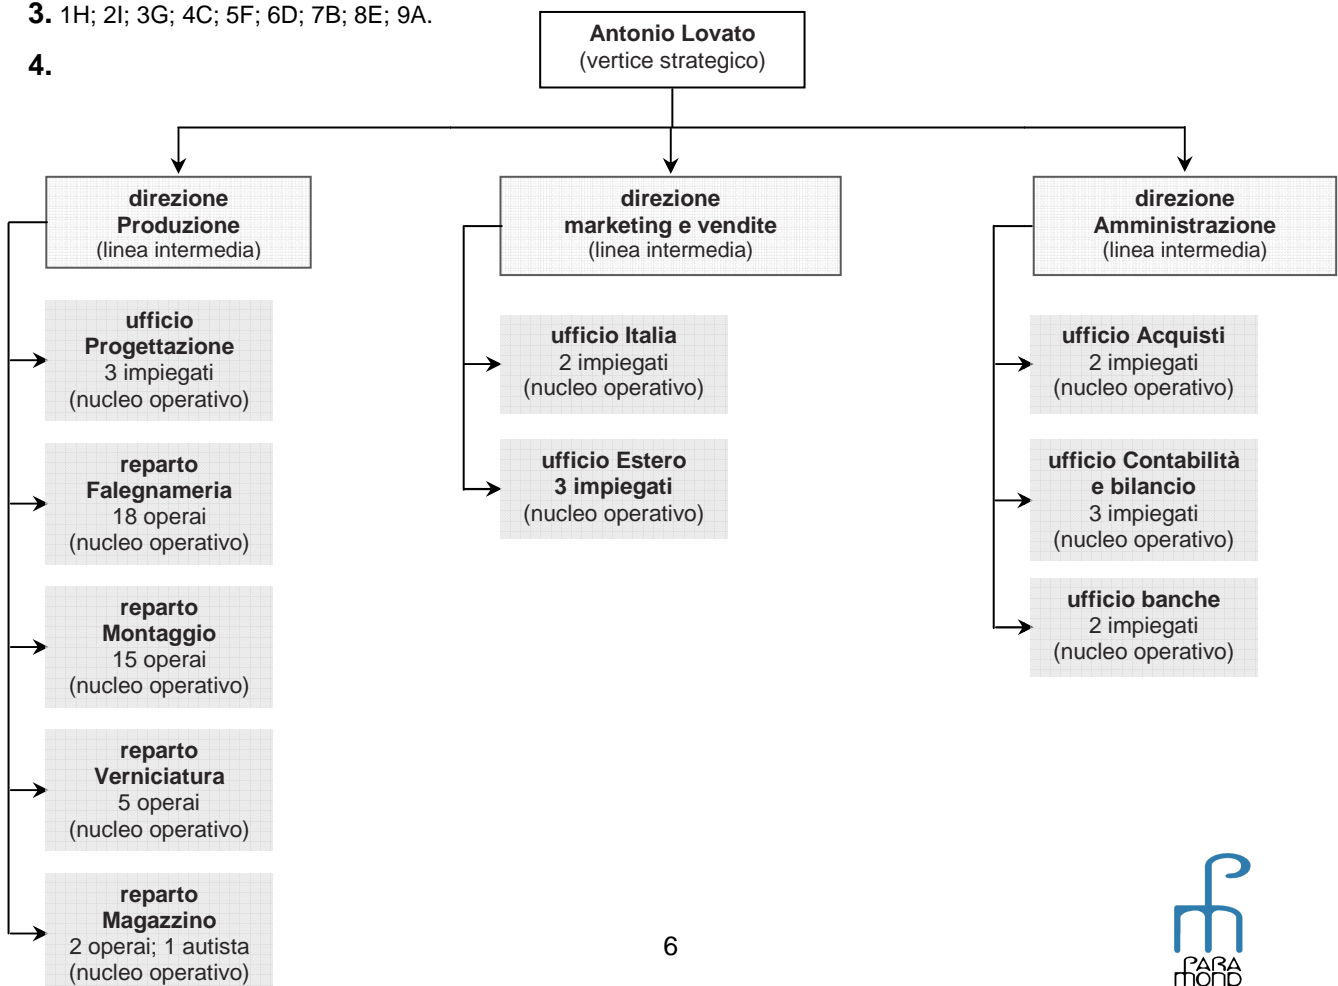 3. 1H; 2I; 3G; 4C; 5F; 6D; 7B; 8E; 9A.
4.
Antonio Lovato
(vertice strategico)
direzione
Produzione
(linea intermedia)
direzione
marketing e vendite
(linea intermedia)
direzione
Amministrazione
(linea intermedia)
ufficio
Progettazione
3 impiegati
(nucleo operativo)
reparto
Falegnameria
18 operai
(nucleo operativo)
reparto
Montaggio
15 operai
(nucleo operativo)
reparto
Verniciatura
5 operai
(nucleo operativo)
reparto
Magazzino
2 operai; 1 autista
(nucleo operativo)
ufficio Italia
2 impiegati
(nucleo operativo)
ufficio Estero
3 impiegati
(nucleo operativo)
ufficio Acquisti
2 impiegati
(nucleo operativo)
ufficio Contabilità
e bilancio
3 impiegati
(nucleo operativo)
ufficio banche
2 impiegati
(nucleo operativo)
6
PARA
MOND